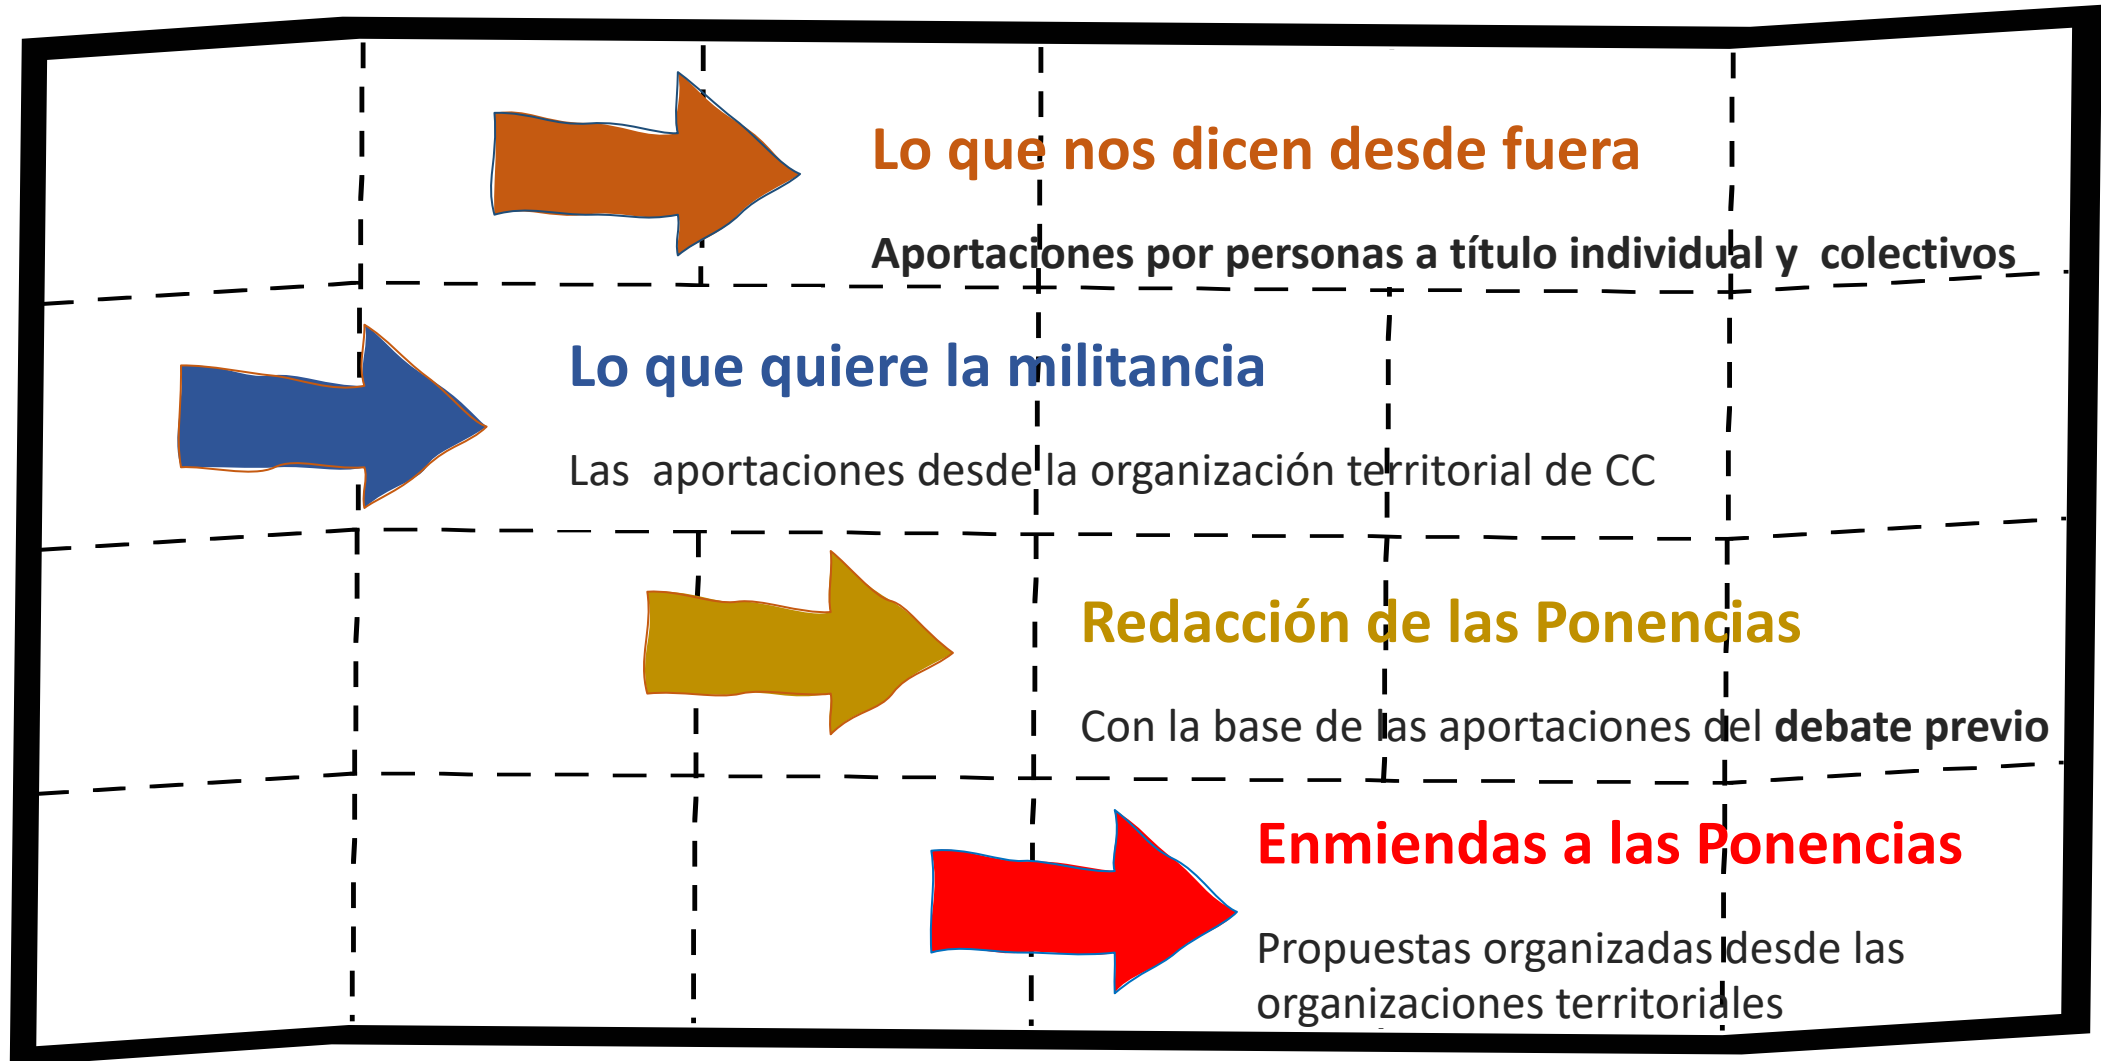 Lo que nos dicen desde fuera
Aportaciones por personas a título individual y  colectivos
Lo que quiere la militancia
Las  aportaciones desde la organización territorial de CC
Redacción de las Ponencias
Con la base de las aportaciones del debate previo
Enmiendas a las Ponencias
Propuestas organizadas desde las
organizaciones territoriales